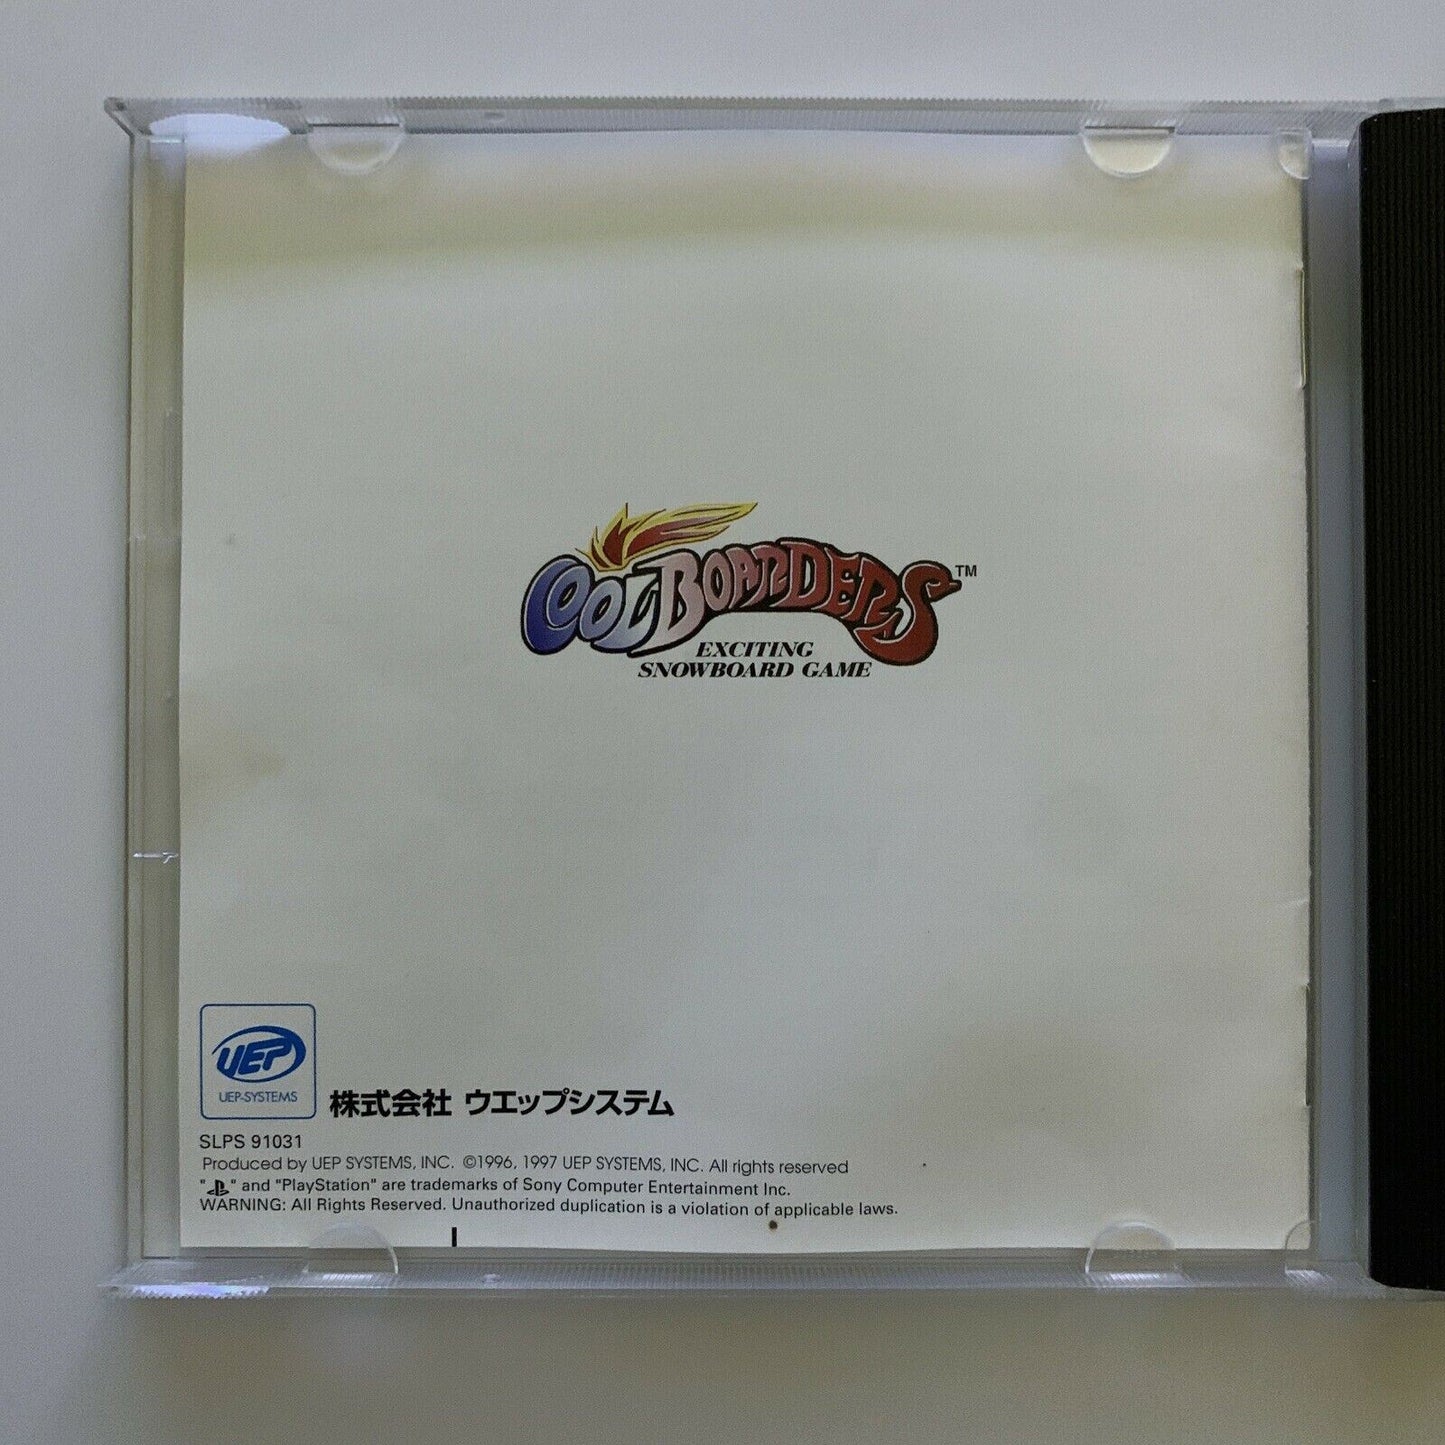 COOL BOARDERS™
EXCITING
SNOWBOARD GAME
UEP
UEP-SYSTEMS
株式会社 ウエップシステム
SLPS 91031
Produced by UEP SYSTEMS, INC. ©1996, 1997 UEP SYSTEMS, INC. All rights reserved
"PS" and "PlayStation" are trademarks of Sony Computer Entertainment Inc.
WARNING: All Rights Reserved. Unauthorized duplication is a violation of applicable laws.